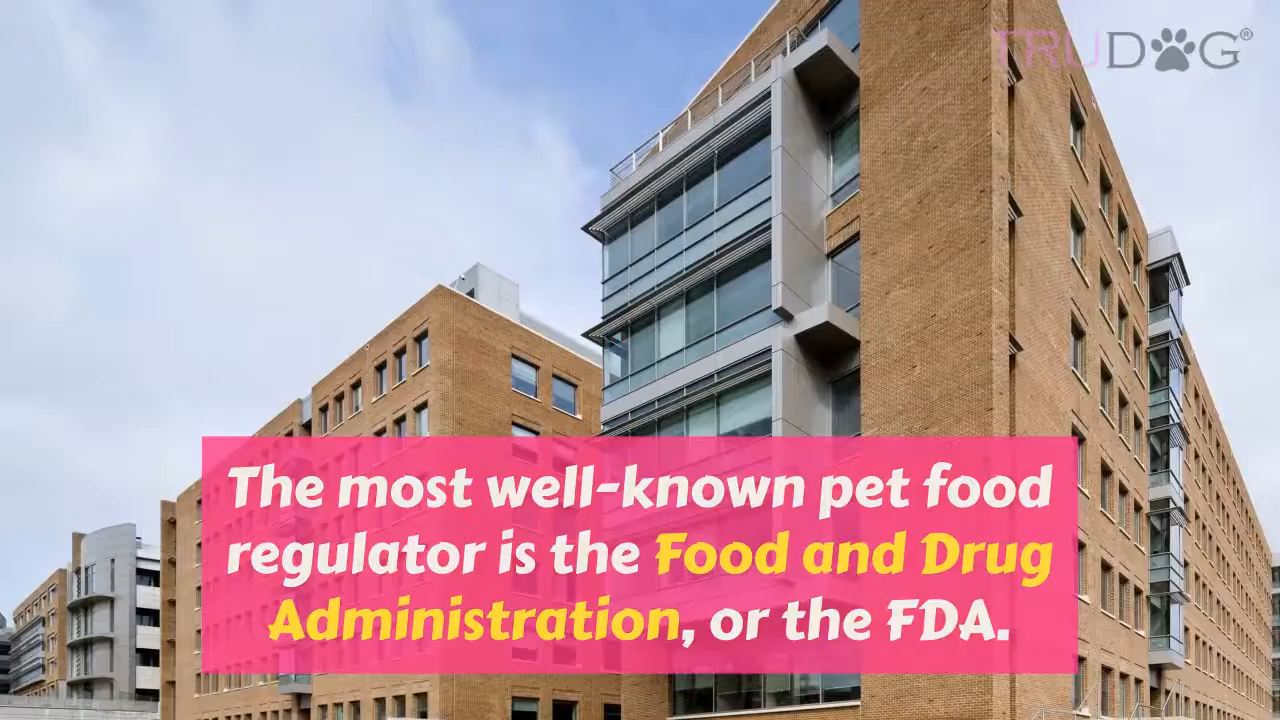 TRUDOG®
The most well-known pet food
regulator is the Food and Drug
Administration, or the FDA.